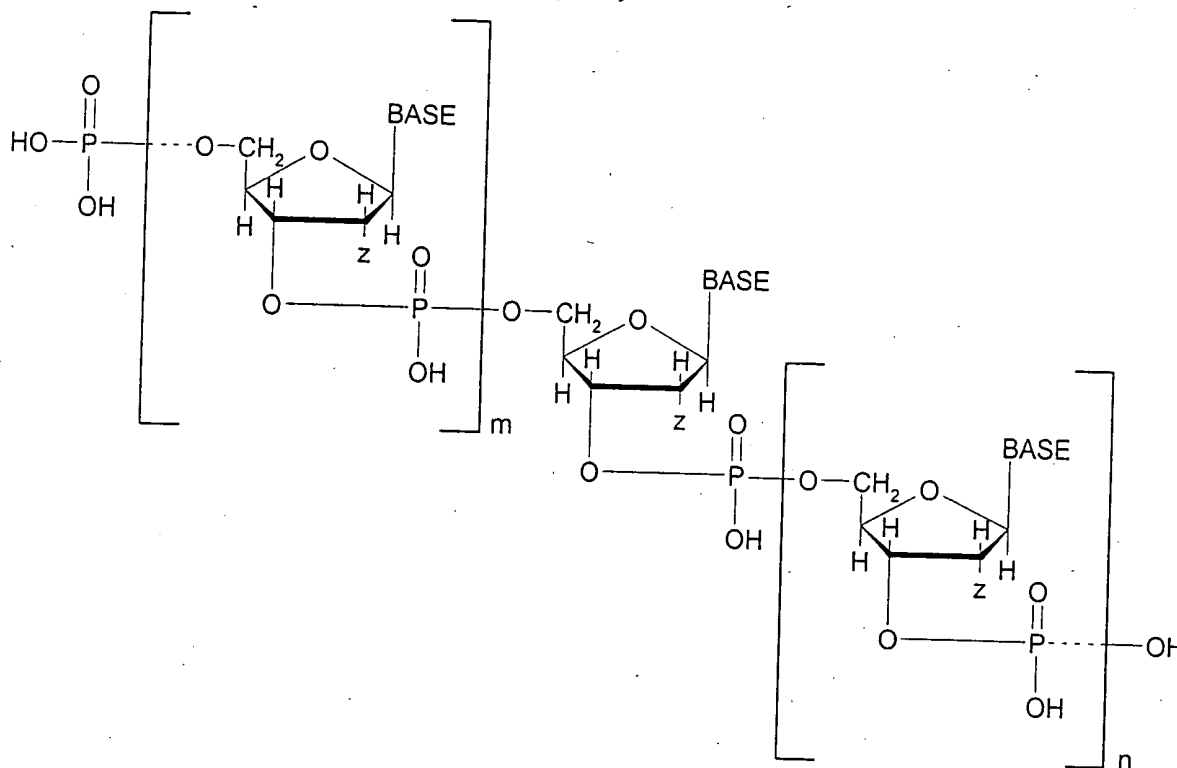 O
BASE
HO-P O-CH2 O
H H
OH H H
z
O
BASE
O P O-CH2 O
H H
OH H H
z
m
O
BASE
O P O-CH2 O
H H
OH H H
z
O
O P OH
OH
n